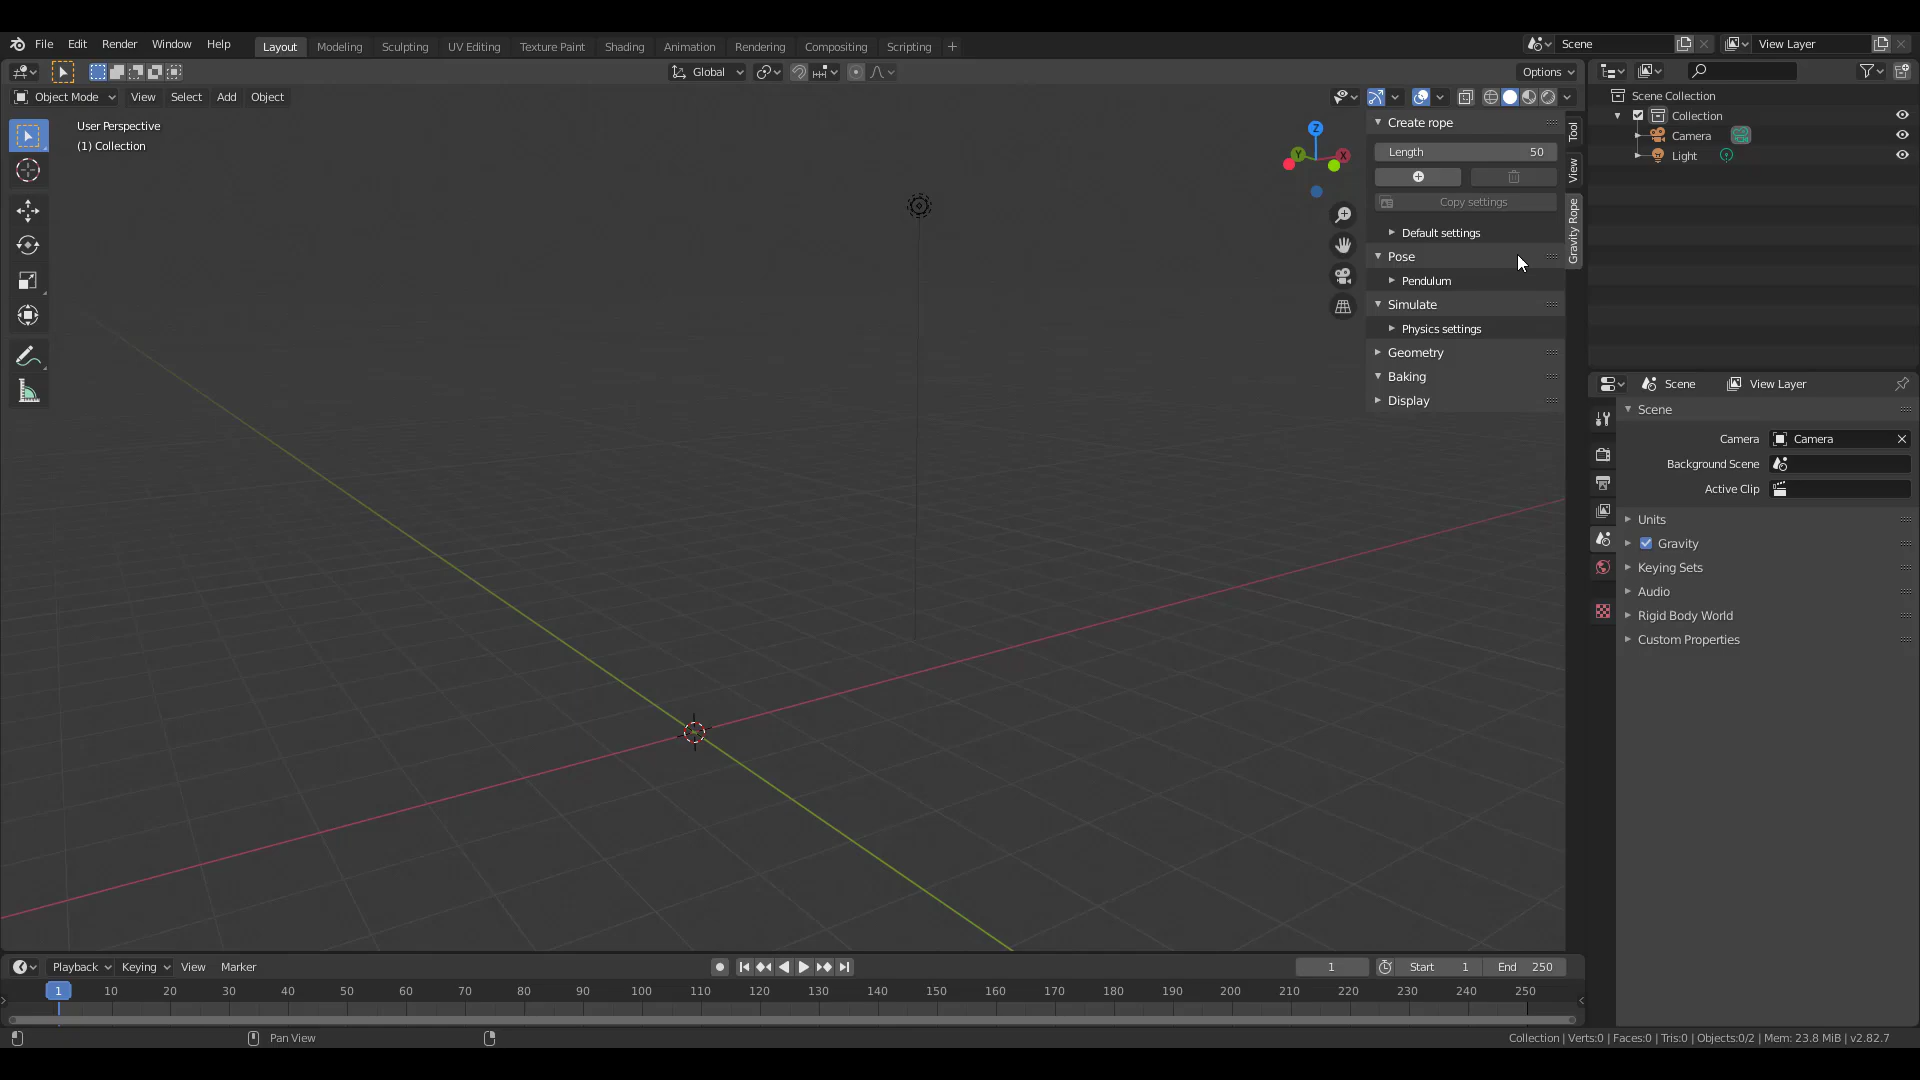 File Edit Render Window Help Layout Modeling Sculpting UV Editing Texture Paint Shading Animation Rendering Compositing Scripting + Scene View Layer
Global Options
Object Mode View Select Add Object
User Perspective
(1) Collection
Z
Y
X
Create rope
Length 50
Copy settings
Default settings
Pose
Pendulum
Simulate
Physics settings
Geometry
Baking
Display
Tool
View
Gravity Rope
Scene Collection
Collection
Camera
Light
Scene View Layer
Scene
Camera Camera
Background Scene
Active Clip
Units
Gravity
Keying Sets
Audio
Rigid Body World
Custom Properties
Playback Keying View Marker 1 Start 1 End 250
1 10 20 30 40 50 60 70 80 90 100 110 120 130 140 150 160 170 180 190 200 210 220 230 240 250
Pan View Collection | Verts:0 | Faces:0 | Tris:0 | Objects:0/2 | Mem: 23.8 MiB | v2.82.7